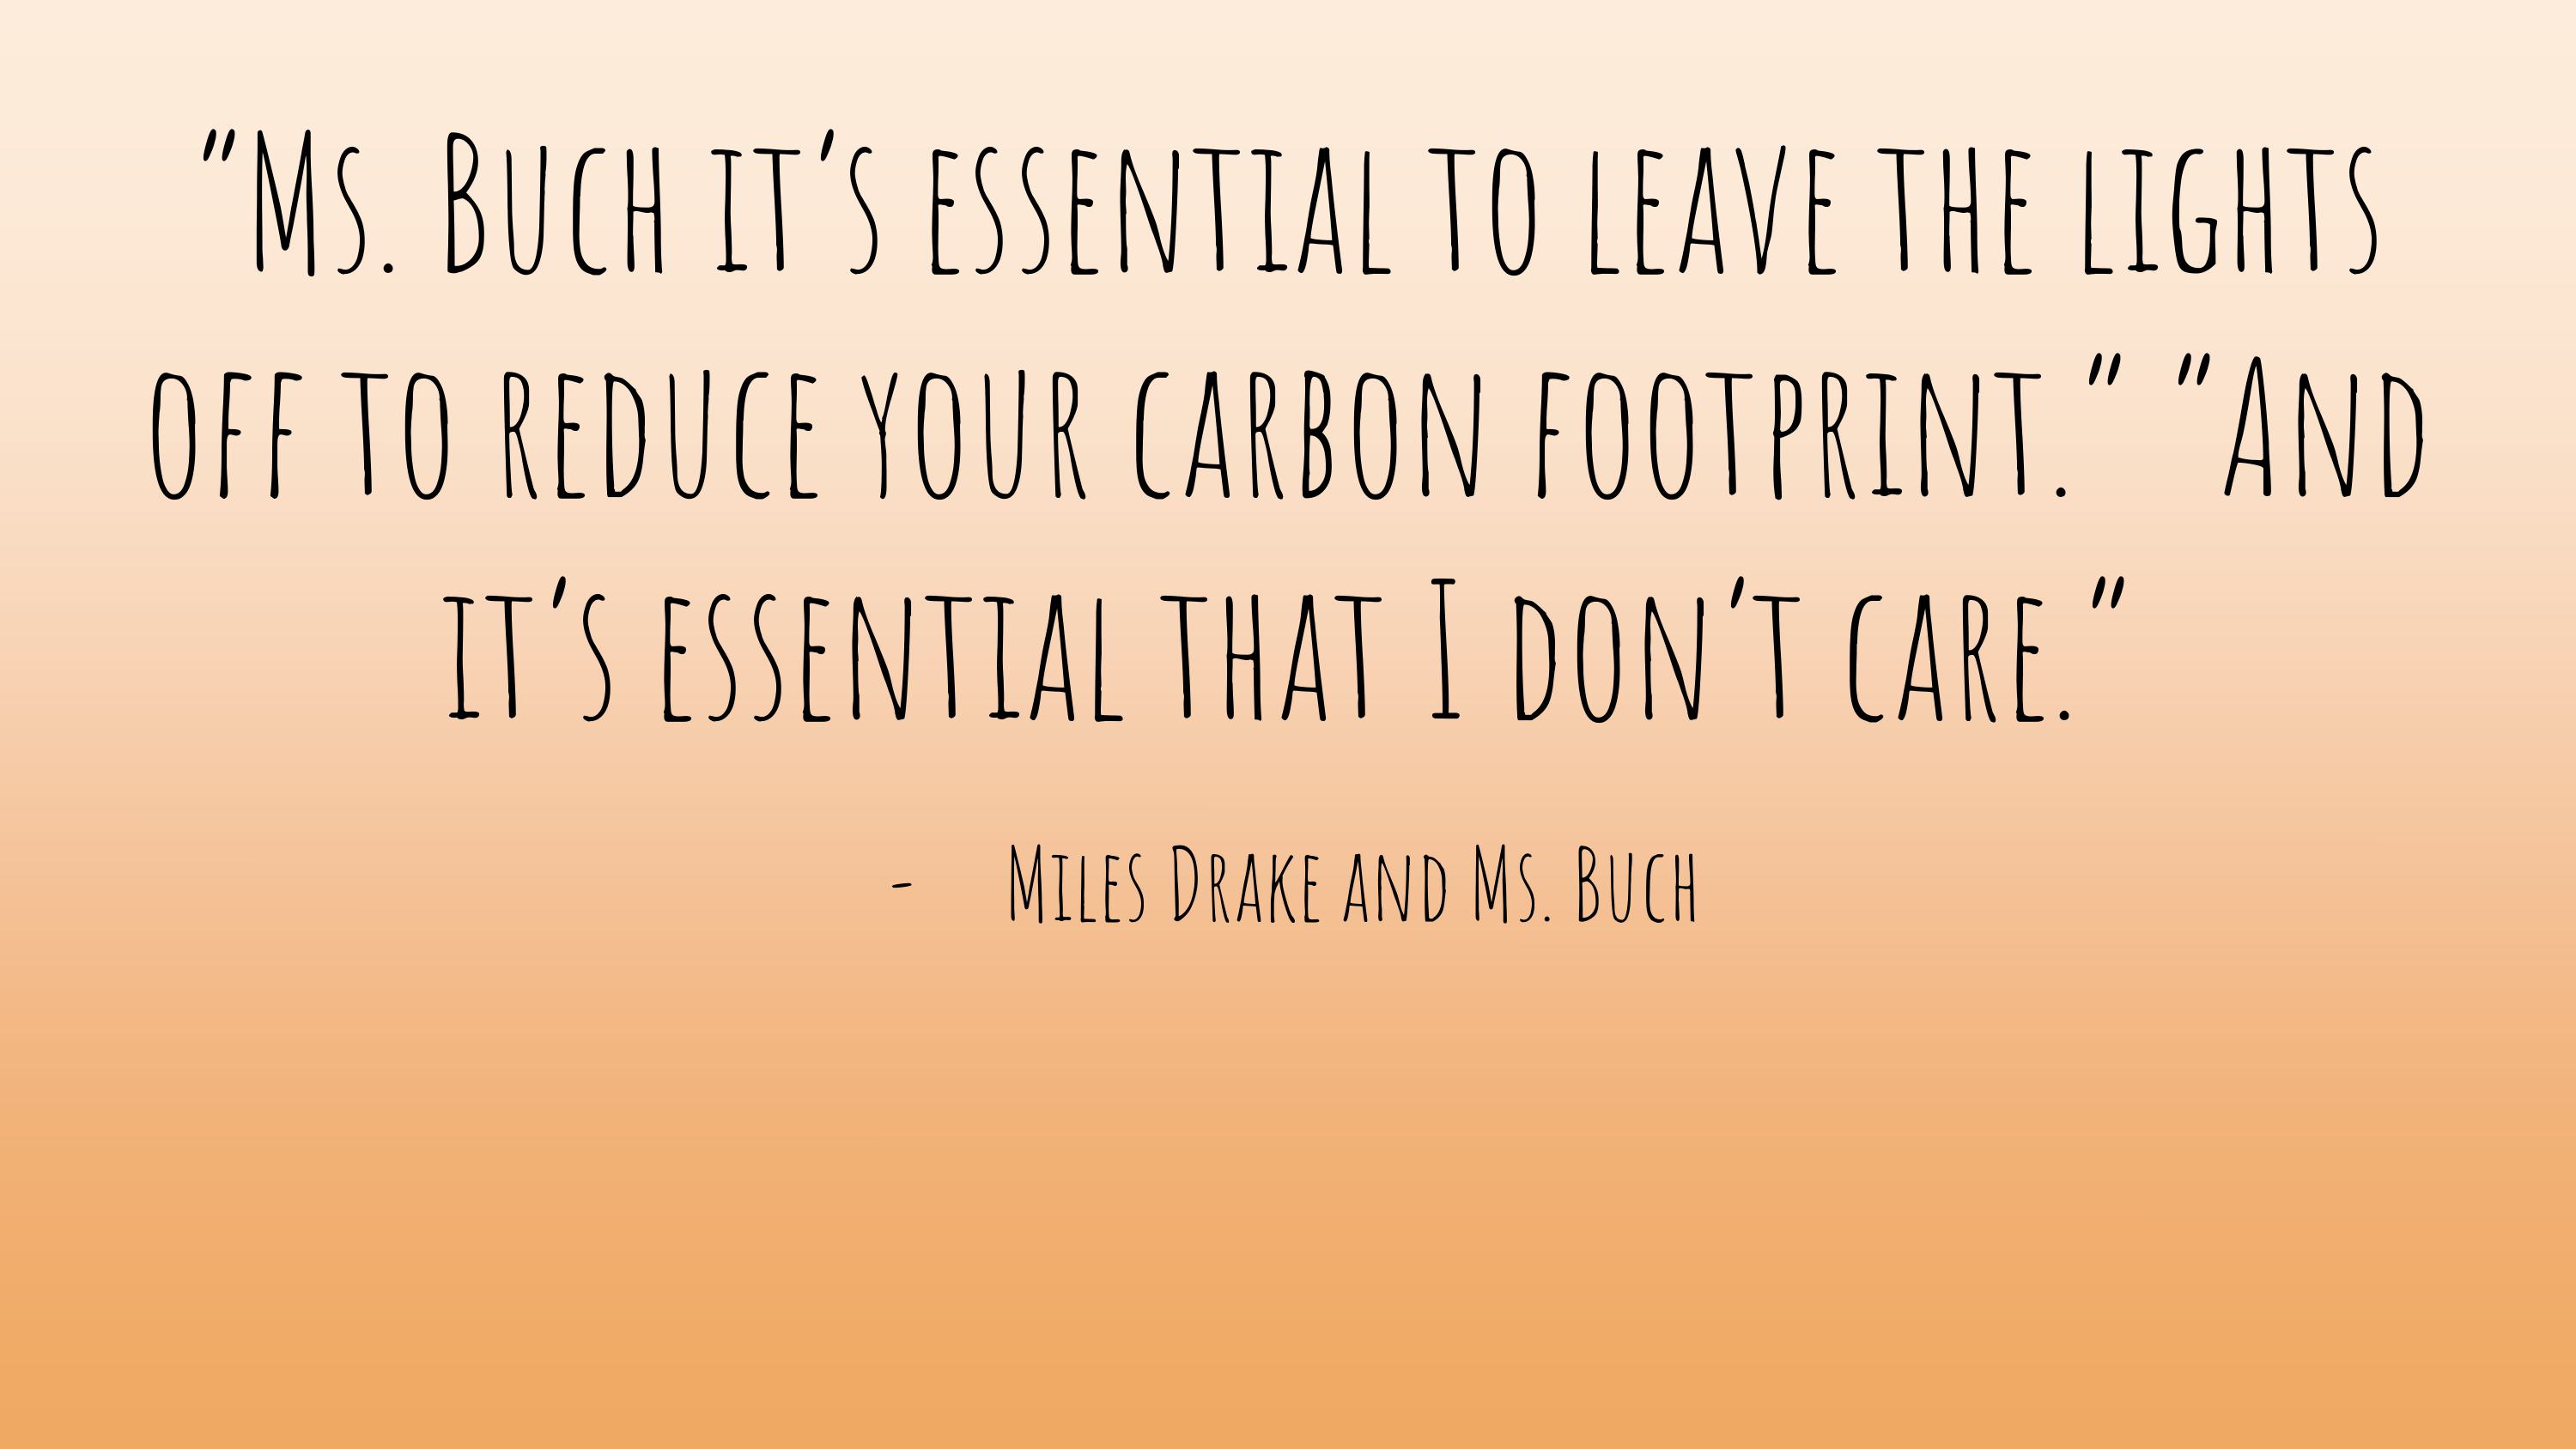 "Ms. Buch it's essential to leave the lights
off to reduce your carbon footprint." "And
it's essential that I don't care."
- Miles Drake and Ms. Buch